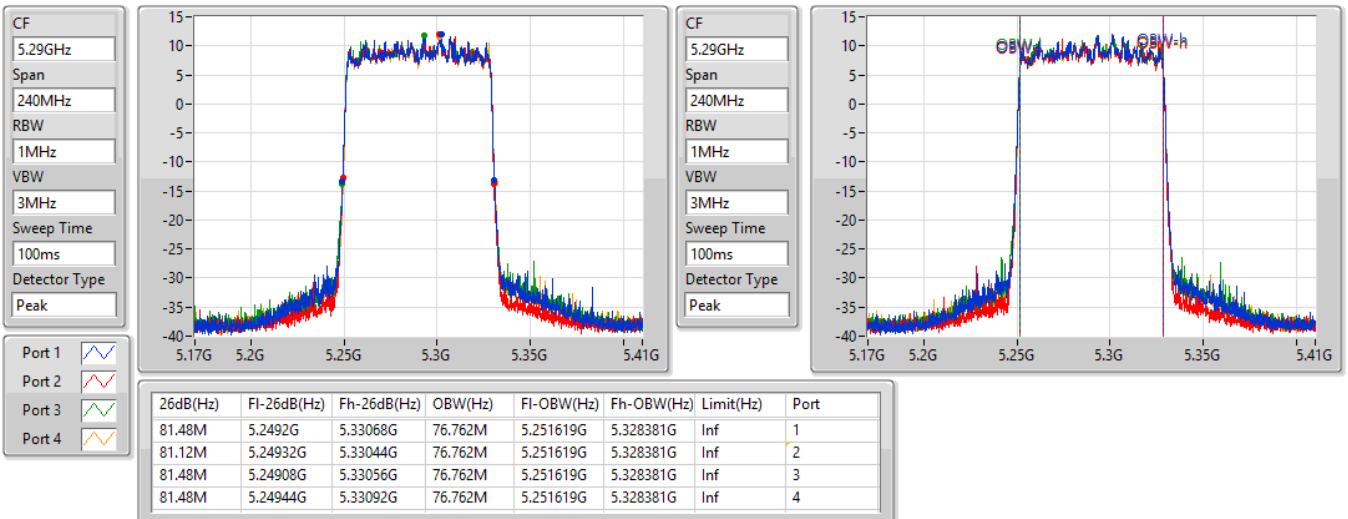 CF
5.29GHz
Span
240MHz
RBW
1MHz
VBW
3MHz
Sweep Time
100ms
Detector Type
Peak
15
10
5
0
-5
-10
-15
-20
-25
-30
-35
-40
5.17G 5.2G 5.25G 5.3G 5.35G 5.41G
CF
5.29GHz
Span
240MHz
RBW
1MHz
VBW
3MHz
Sweep Time
100ms
Detector Type
Peak
15
10
5
0
-5
-10
-15
-20
-25
-30
-35
-40
OBW-h
5.17G 5.2G 5.25G 5.3G 5.35G 5.41G
Port 1
Port 2
Port 3
Port 4
26dB(Hz) Fl-26dB(Hz) Fh-26dB(Hz) OBW(Hz) Fl-OBW(Hz) Fh-OBW(Hz) Limit(Hz) Port
81.48M 5.2492G 5.33068G 76.762M 5.251619G 5.328381G Inf 1
81.12M 5.24932G 5.33044G 76.762M 5.251619G 5.328381G Inf 2
81.48M 5.24908G 5.33056G 76.762M 5.251619G 5.328381G Inf 3
81.48M 5.24944G 5.33092G 76.762M 5.251619G 5.328381G Inf 4